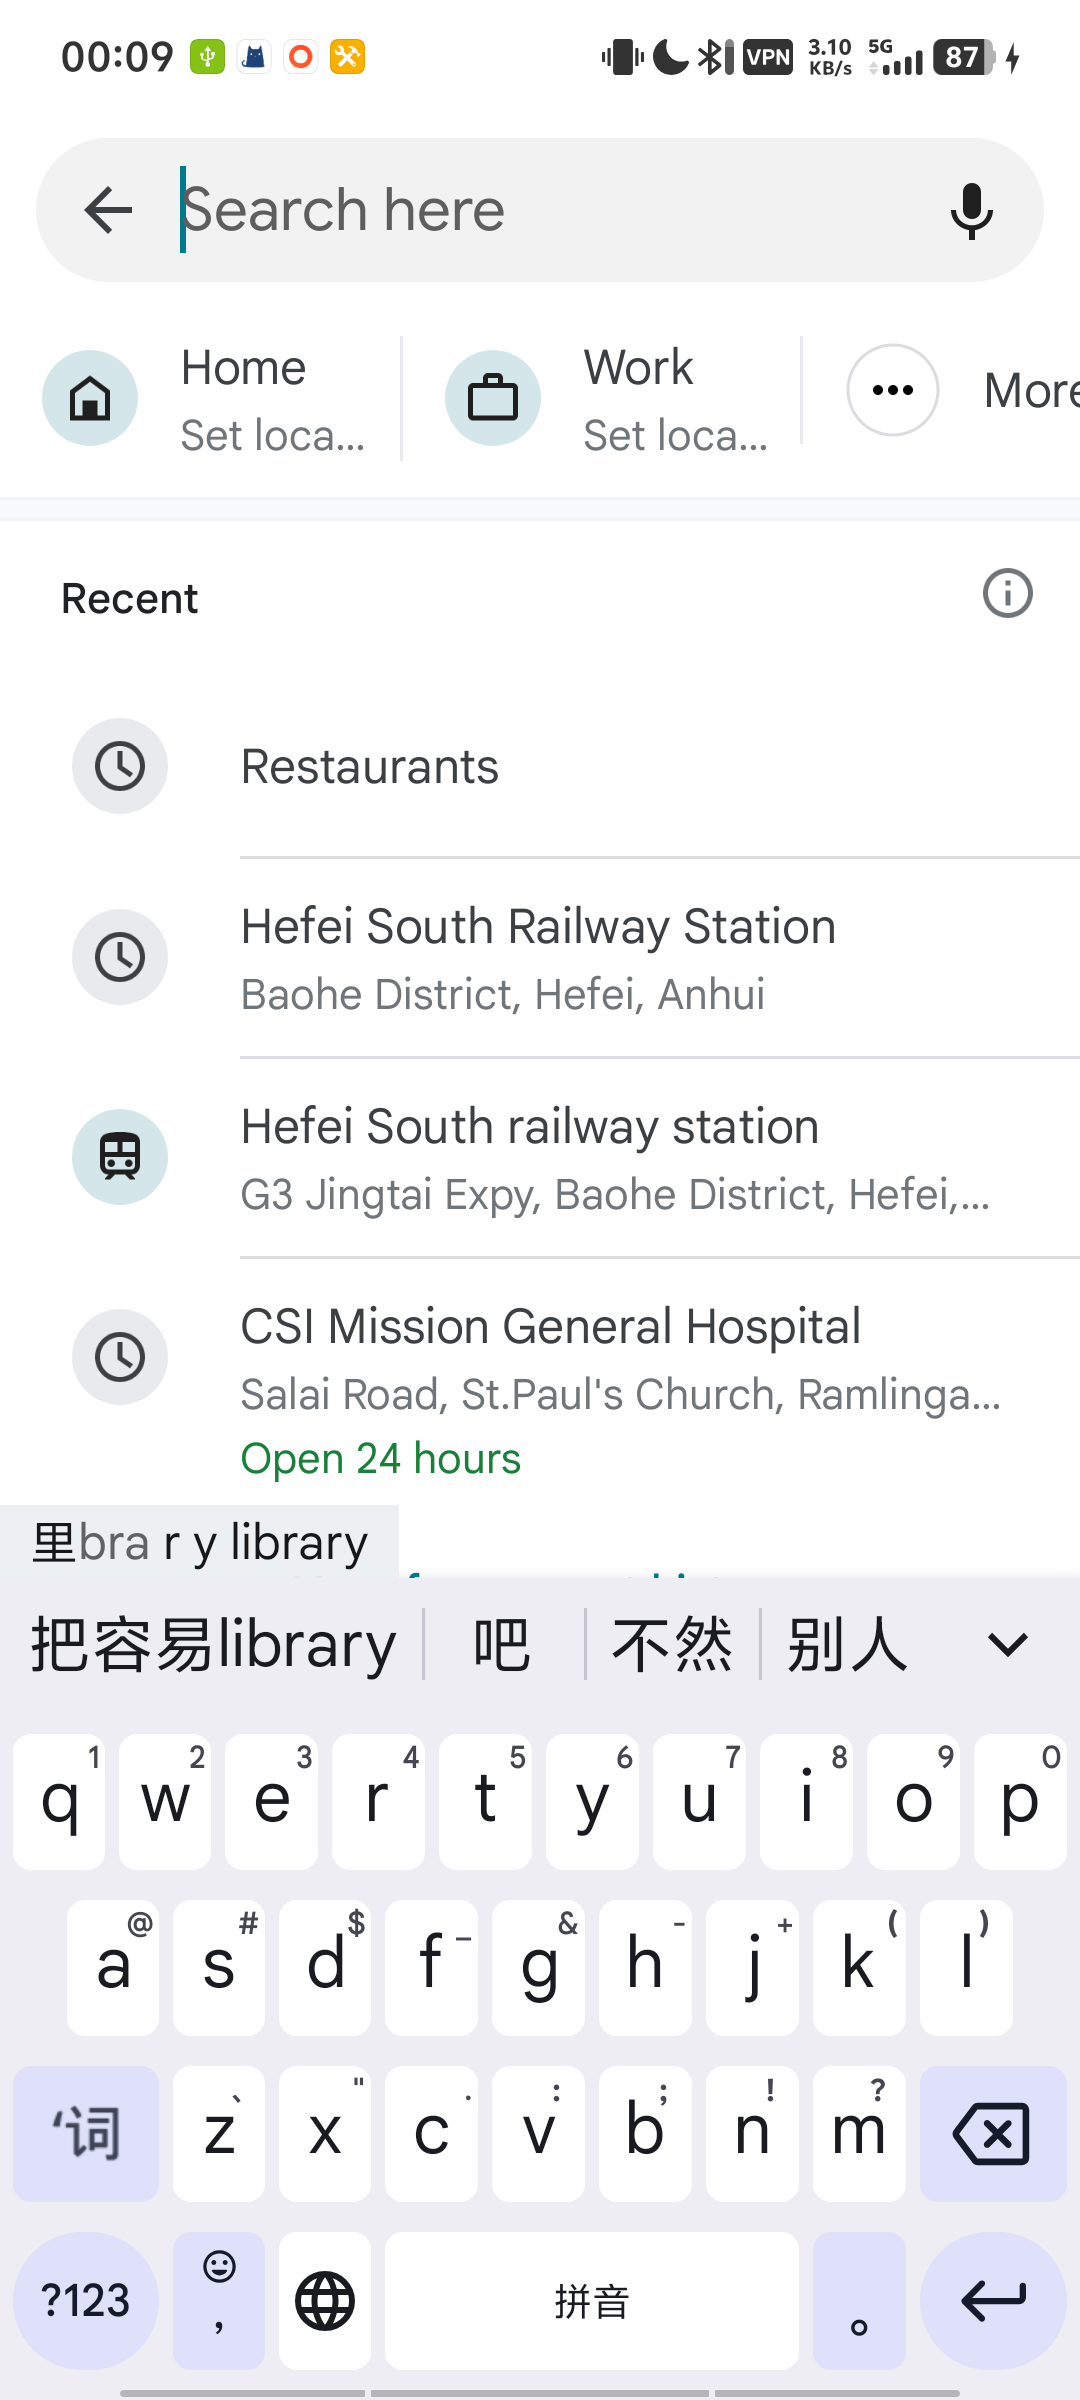 00:09 VPN 3.10 KB/s 5G 87
Search here
Home
Set loca...
Work
Set loca...
More
Recent
Restaurants
Hefei South Railway Station
Baohe District, Hefei, Anhui
Hefei South railway station
G3 Jingtai Expy, Baohe District, Hefei,...
CSI Mission General Hospital
Salai Road, St.Paul's Church, Ramlinga...
Open 24 hours
里bra r y library
把容易library 吧 不然 别人
1 2 3 4 5 6 7 8 9 0
q w e r t y u i o p
@ # $ _ & - + ( )
a s d f g h j k l
、 " . : ; ! ?
‘词 z x c v b n m
?123 , 拼音 。